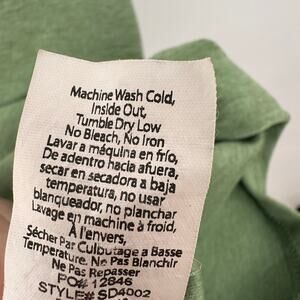 Machine Wash Cold,
Inside Out,
Tumble Dry Low
No Bleach, No Iron
Lavar a máquina en frío,
De adentro hacia afuera,
secar en secadora a baja
temperatura, no usar
blanqueador, no planchar
Lavage en machine à froid,
À l'envers,
Sécher Par Culbutage a Basse
Temperature. Ne Pas Blanchir
Ne Pas Repasser
PO# 12846
STYLE# SD4002